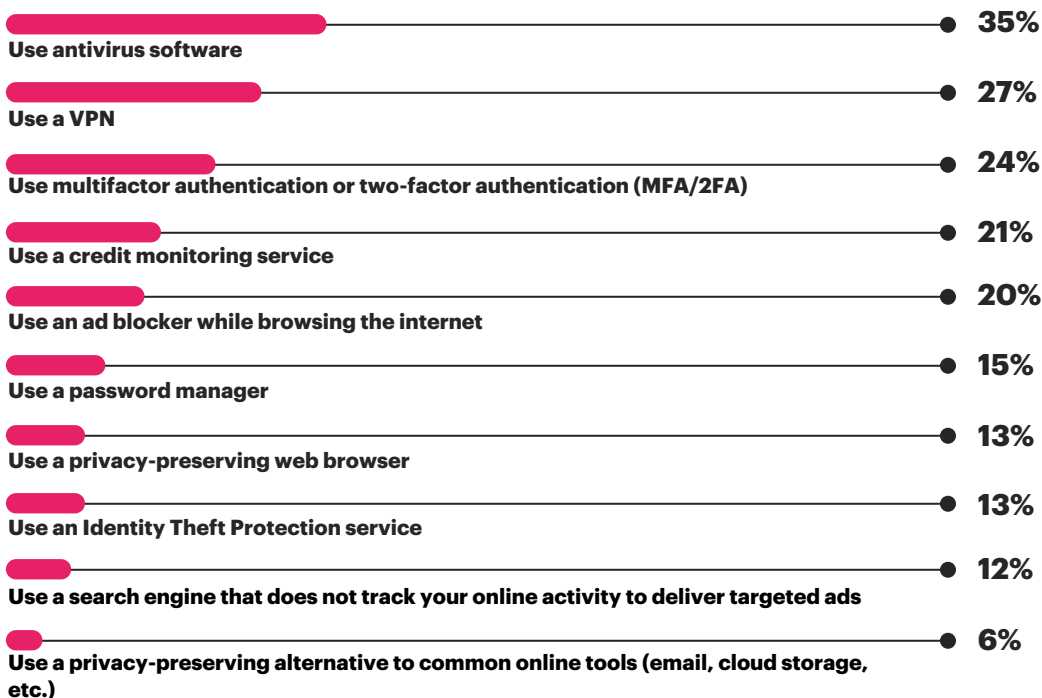 35%
Use antivirus software
27%
Use a VPN
24%
Use multifactor authentication or two-factor authentication (MFA/2FA)
21%
Use a credit monitoring service
20%
Use an ad blocker while browsing the internet
15%
Use a password manager
13%
Use a privacy-preserving web browser
13%
Use an Identity Theft Protection service
12%
Use a search engine that does not track your online activity to deliver targeted ads
6%
Use a privacy-preserving alternative to common online tools (email, cloud storage,
etc.)